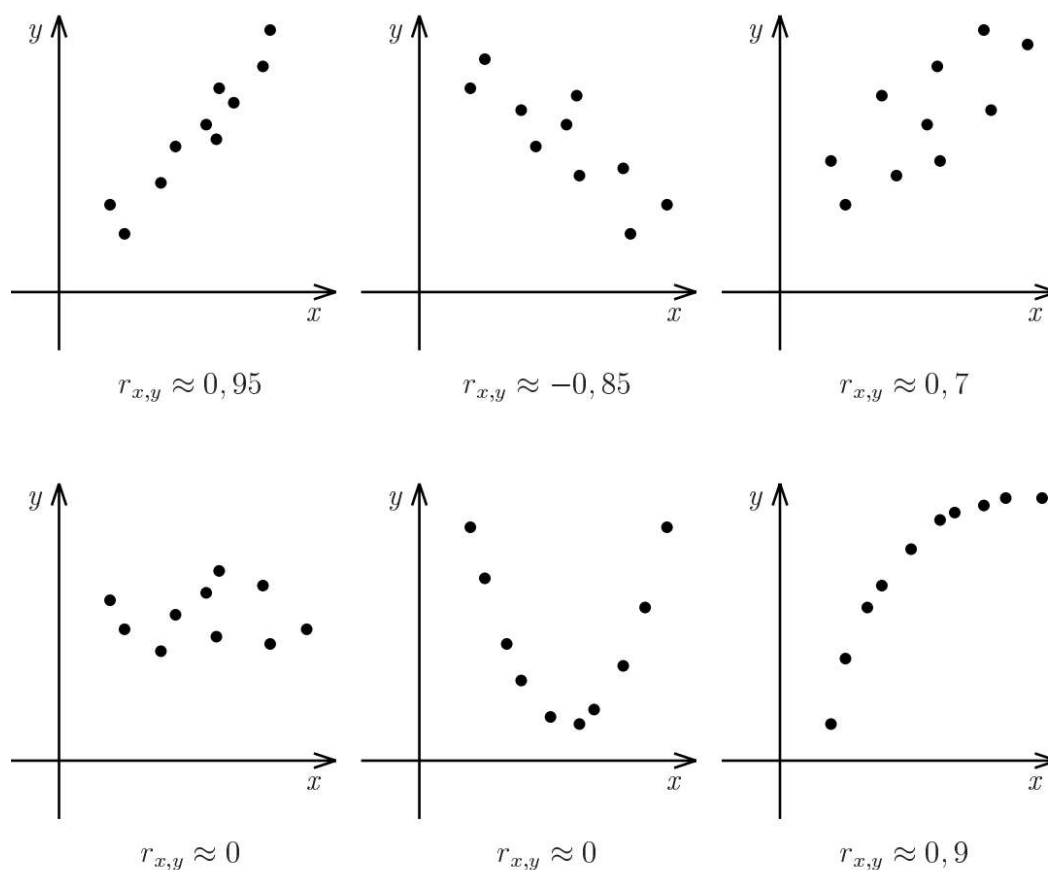 y y y
x x x
r_{x,y} ≈ 0,95 r_{x,y} ≈ −0,85 r_{x,y} ≈ 0,7
y y y
x x x
r_{x,y} ≈ 0 r_{x,y} ≈ 0 r_{x,y} ≈ 0,9